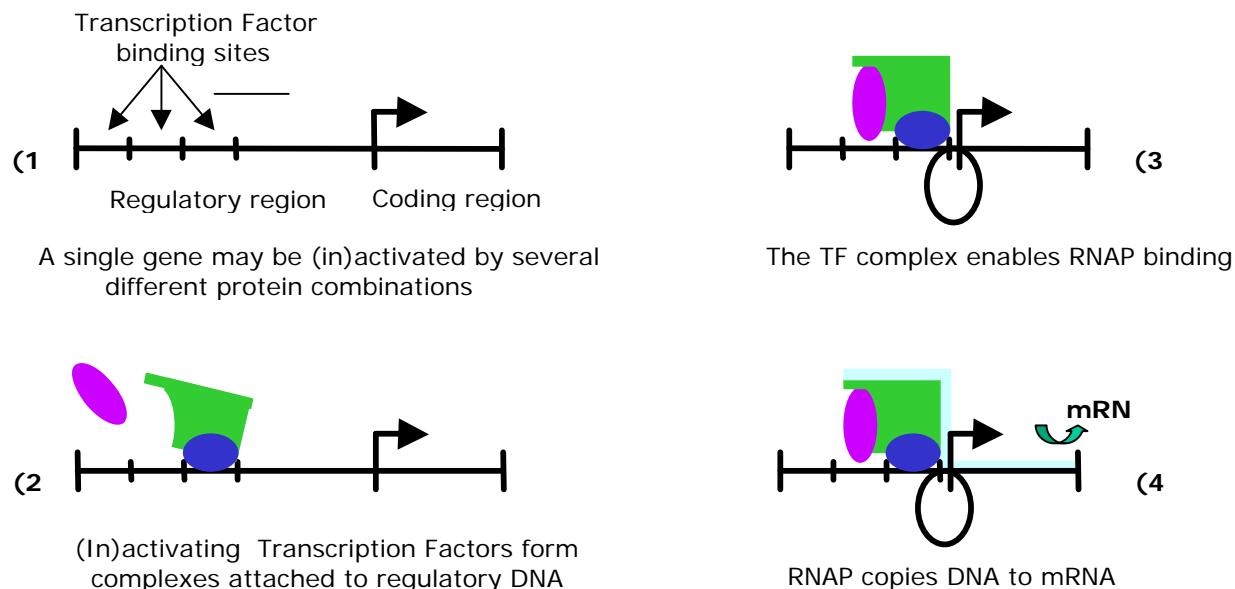 Transcription Factor
binding sites
(1
Regulatory region
Coding region
A single gene may be (in)activated by several
different protein combinations
(2
(In)activating Transcription Factors form
complexes attached to regulatory DNA
(3
The TF complex enables RNAP binding
mRN
(4
RNAP copies DNA to mRNA